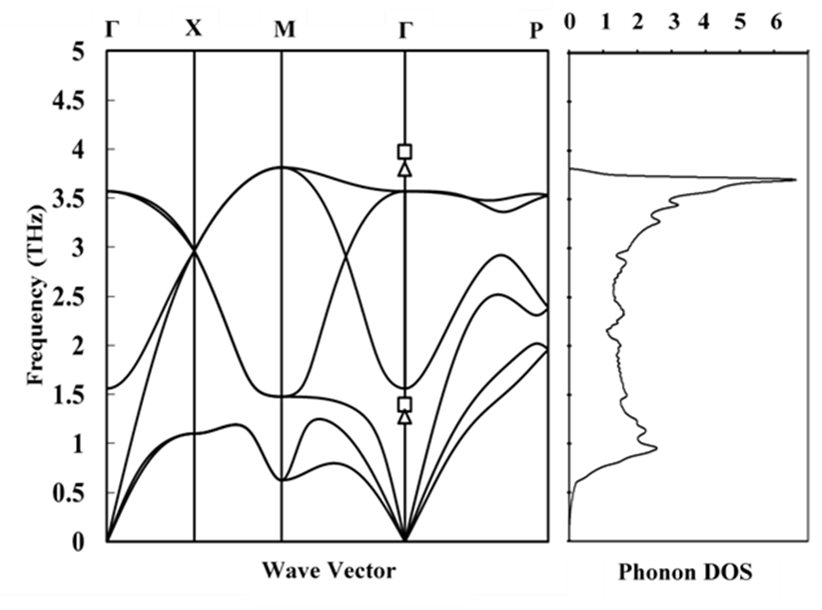 Γ X M Γ P
0 1 2 3 4 5 6
5
4.5
4
3.5
3
2.5
2
1.5
1
0.5
0
Frequency (THz)
Wave Vector
Phonon DOS